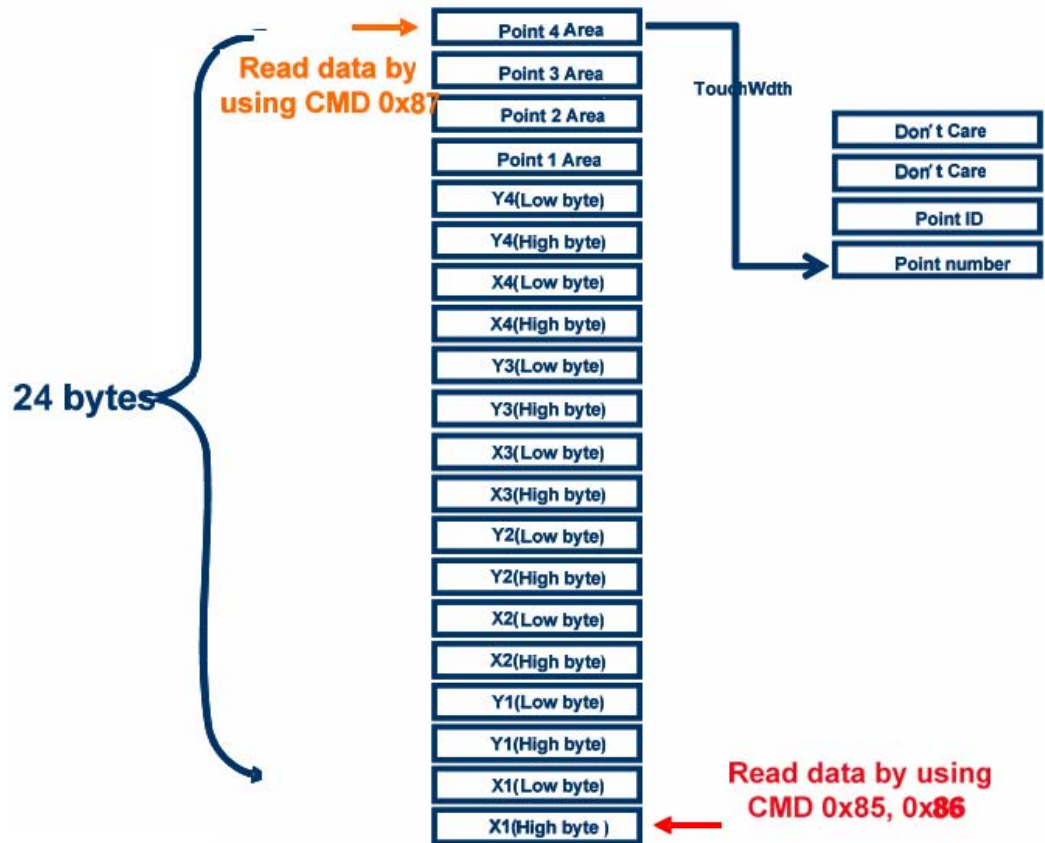 Point 4 Area
Read data by
using CMD 0x87
Point 3 Area
Point 2 Area
Point 1 Area
Y4(Low byte)
Y4(High byte)
X4(Low byte)
X4(High byte)
Y3(Low byte)
Y3(High byte)
X3(Low byte)
X3(High byte)
Y2(Low byte)
Y2(High byte)
X2(Low byte)
X2(High byte)
Y1(Low byte)
Y1(High byte)
X1(Low byte)
X1(High byte )
24 bytes
TouchWdth
Don't Care
Don't Care
Point ID
Point number
Read data by using
CMD 0x85, 0x86